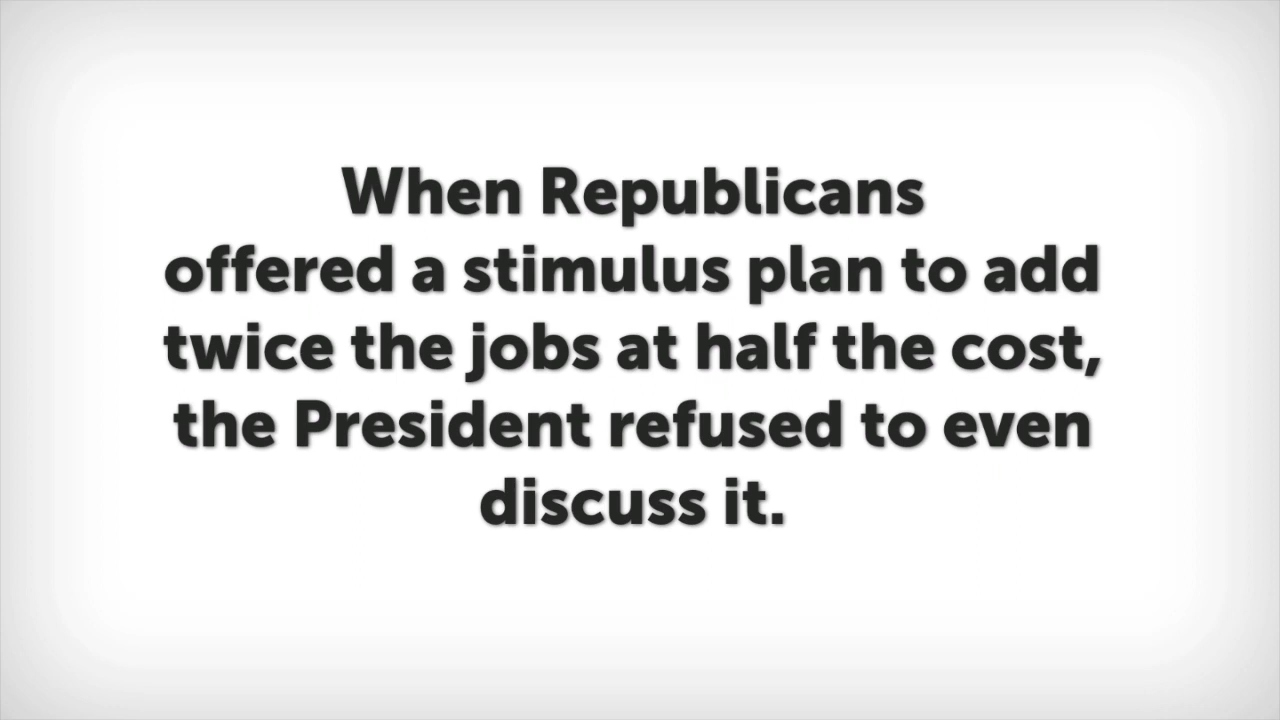 When Republicans
offered a stimulus plan to add
twice the jobs at half the cost,
the President refused to even
discuss it.